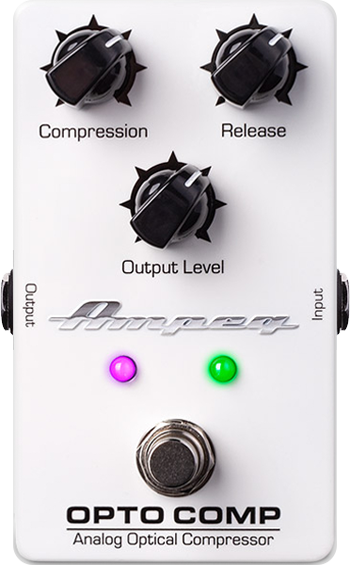 Compression Release
Output Level
Output
Input
Ampeg
OPTO COMP
Analog Optical Compressor